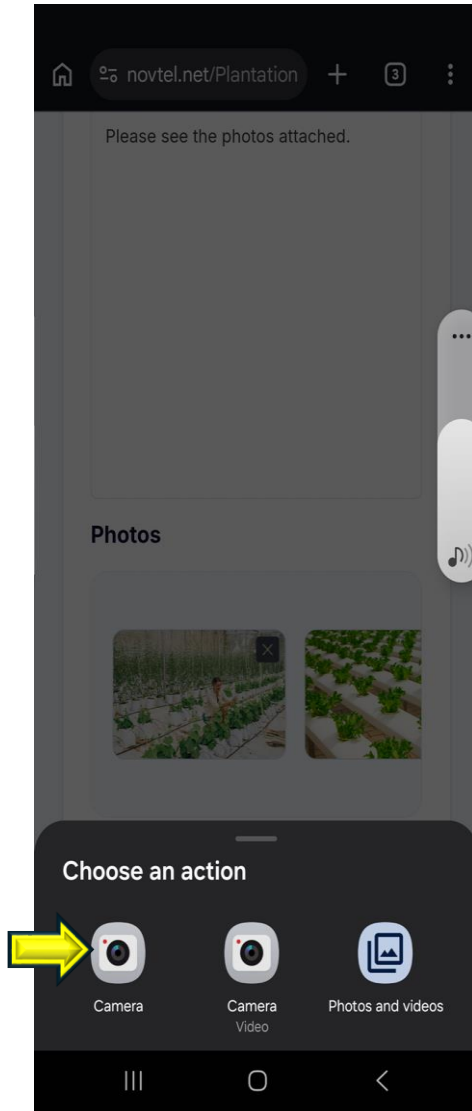 novtel.net/Plantation
3
Please see the photos attached.
Photos
Choose an action
Camera
Camera
Video
Photos and videos